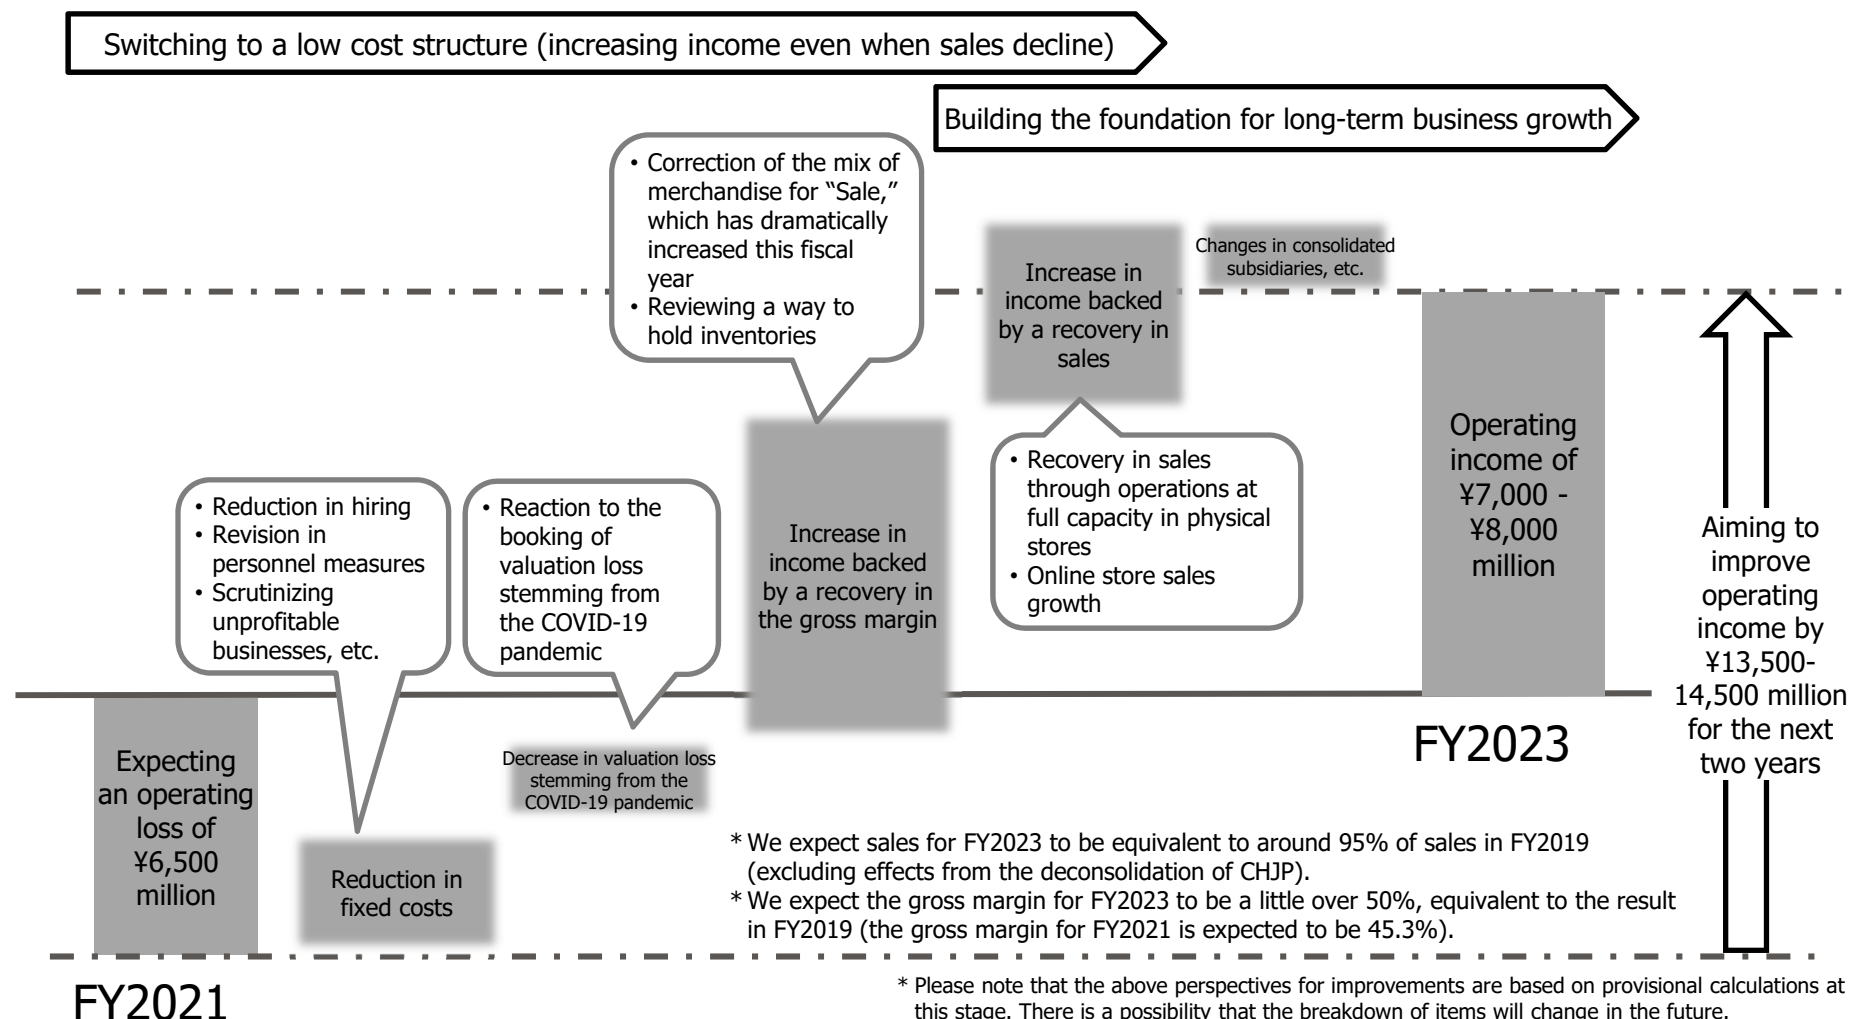 Switching to a low cost structure (increasing income even when sales decline)
Building the foundation for long-term business growth
• Correction of the mix of
merchandise for “Sale,”
which has dramatically
increased this fiscal
year
• Reviewing a way to
hold inventories
Increase in
income backed
by a recovery in
sales
Changes in consolidated
subsidiaries, etc.
• Reduction in hiring
• Revision in
personnel measures
• Scrutinizing
unprofitable
businesses, etc.
• Reaction to the
booking of
valuation loss
stemming from
the COVID-19
pandemic
Increase in
income backed
by a recovery in
the gross margin
• Recovery in sales
through operations at
full capacity in physical
stores
• Online store sales
growth
Operating
income of
¥7,000 -
¥8,000
million
Aiming to
improve
operating
income by
¥13,500-
14,500 million
for the next
two years
Expecting
an operating
loss of
¥6,500
million
Reduction in
fixed costs
Decrease in valuation loss
stemming from the
COVID-19 pandemic
FY2023
* We expect sales for FY2023 to be equivalent to around 95% of sales in FY2019
(excluding effects from the deconsolidation of CHJP).
* We expect the gross margin for FY2023 to be a little over 50%, equivalent to the result
in FY2019 (the gross margin for FY2021 is expected to be 45.3%).
FY2021
* Please note that the above perspectives for improvements are based on provisional calculations at
this stage. There is a possibility that the breakdown of items will change in the future.